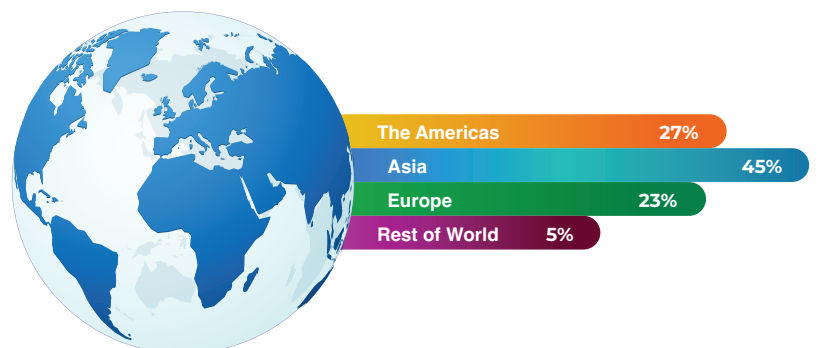 The Americas 27%
Asia 45%
Europe 23%
Rest of World 5%